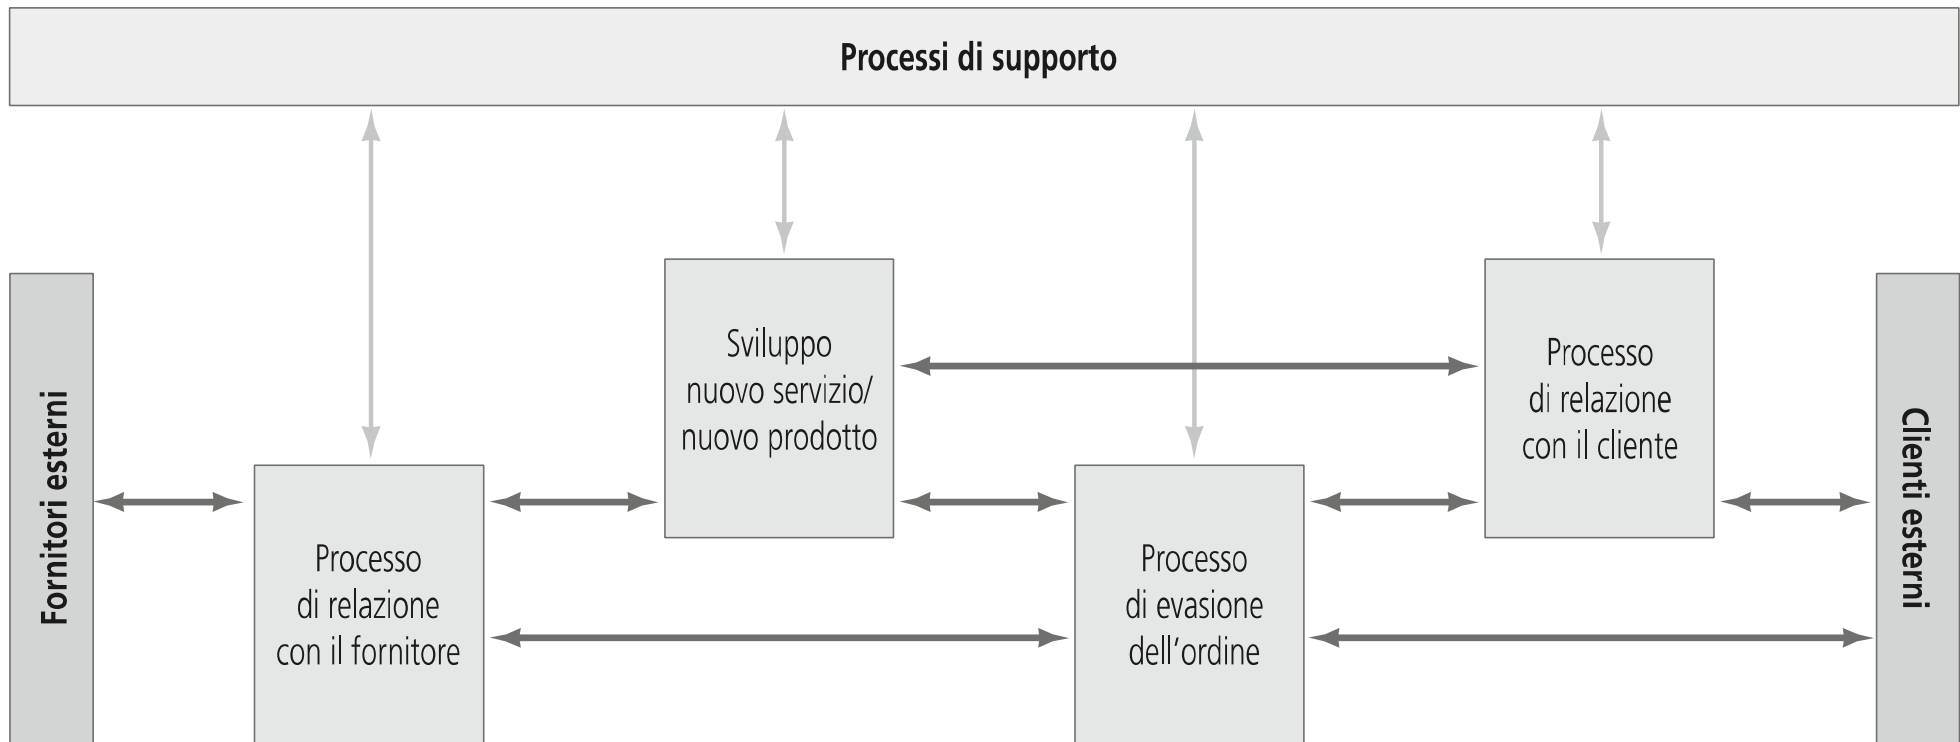 Processi di supporto
Fornitori esterni
Processo
di relazione
con il fornitore
Sviluppo
nuovo servizio/
nuovo prodotto
Processo
di evasione
dell'ordine
Processo
di relazione
con il cliente
Clienti esterni